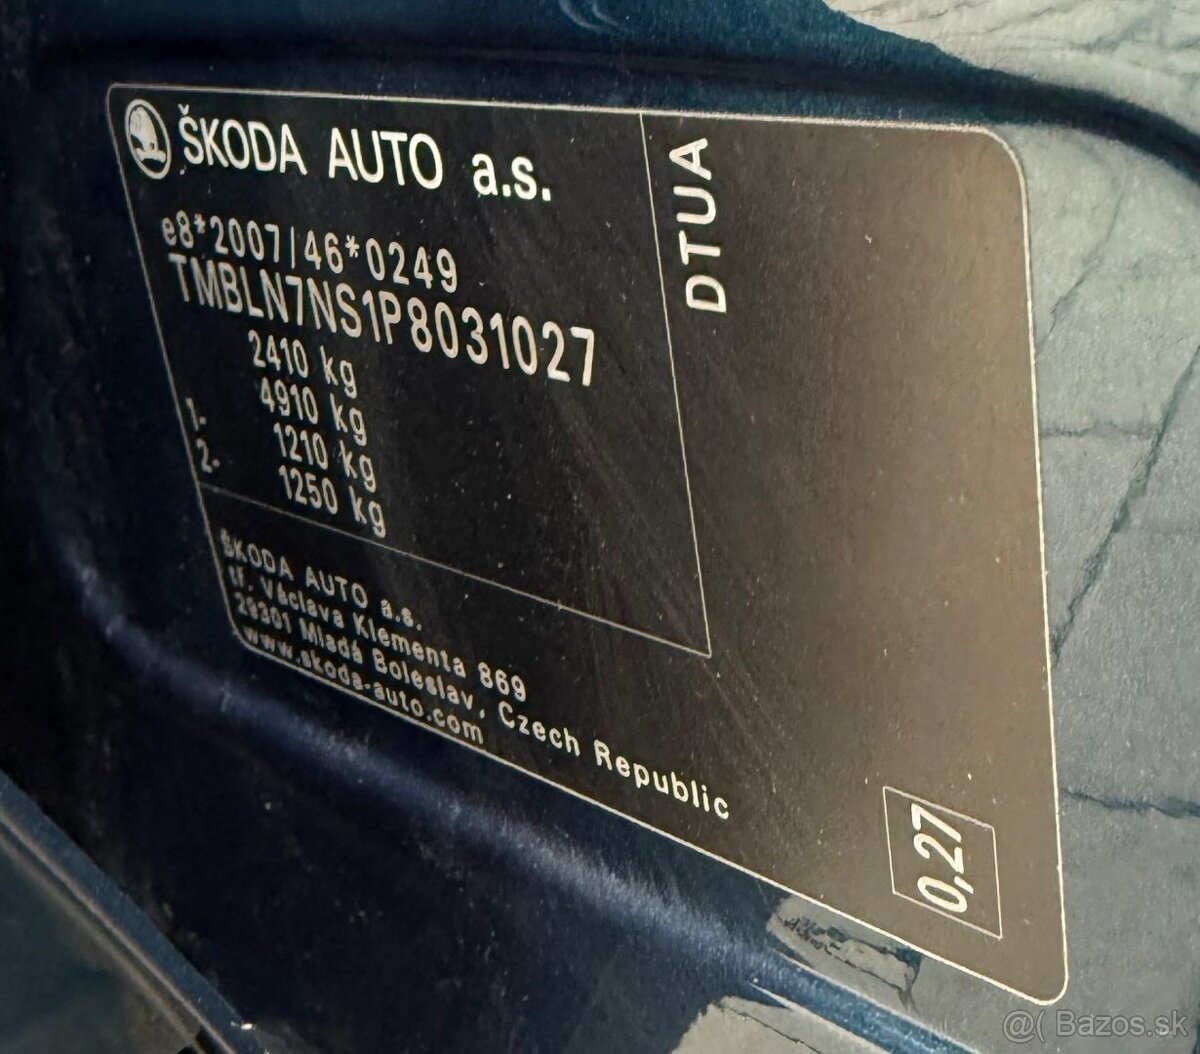 ŠKODA AUTO a.s.
e8*2007/46*0249
TMBLN7NS1P8031027
2410 kg
4910 kg
1. 1210 kg
2. 1250 kg
ŠKODA AUTO a.s.
tř. Václava Klementa 869
29301 Mladá Boleslav, Czech Republic
www.skoda-auto.com
DTUA
0,27
@( Bazos.sk